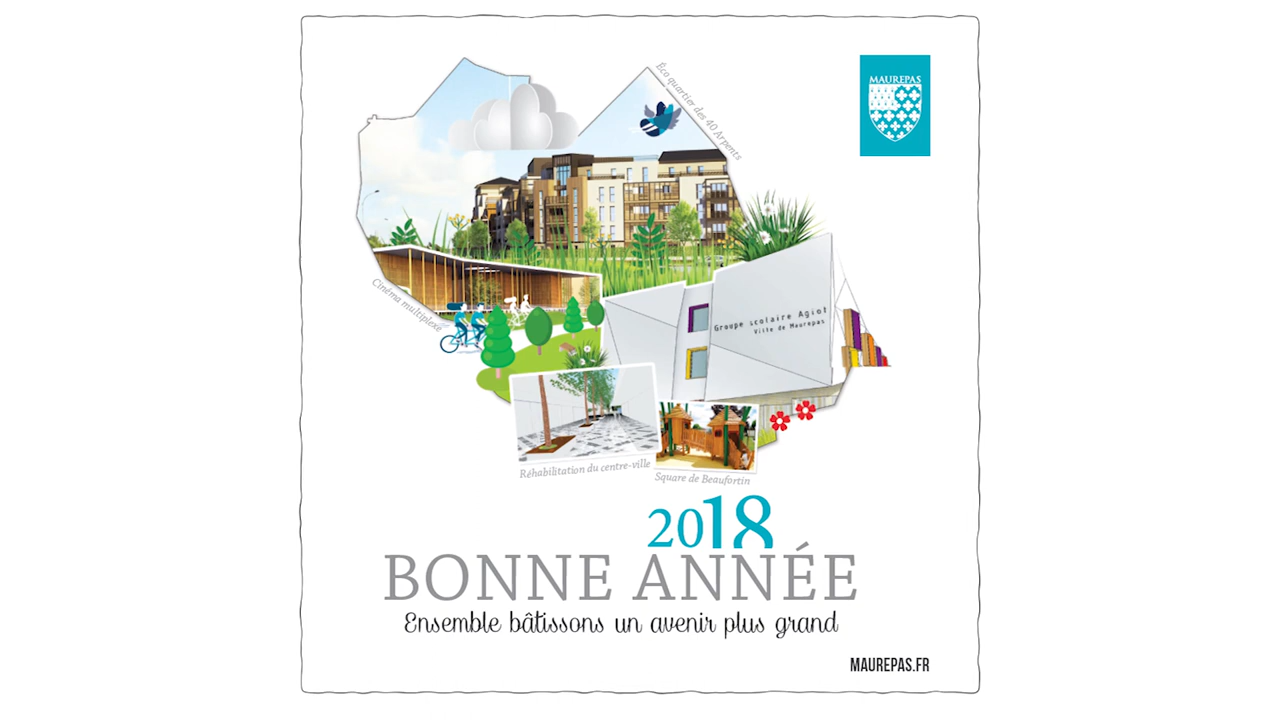 MAUREPAS
Éco quartier des 40 Arpents
Cinéma multiplexe
Groupe scolaire Agiot
Ville de Maurepas
Réhabilitation du centre-ville
Square de Beaufortin
2018
BONNE ANNÉE
Ensemble bâtissons un avenir plus grand
MAUREPAS.FR